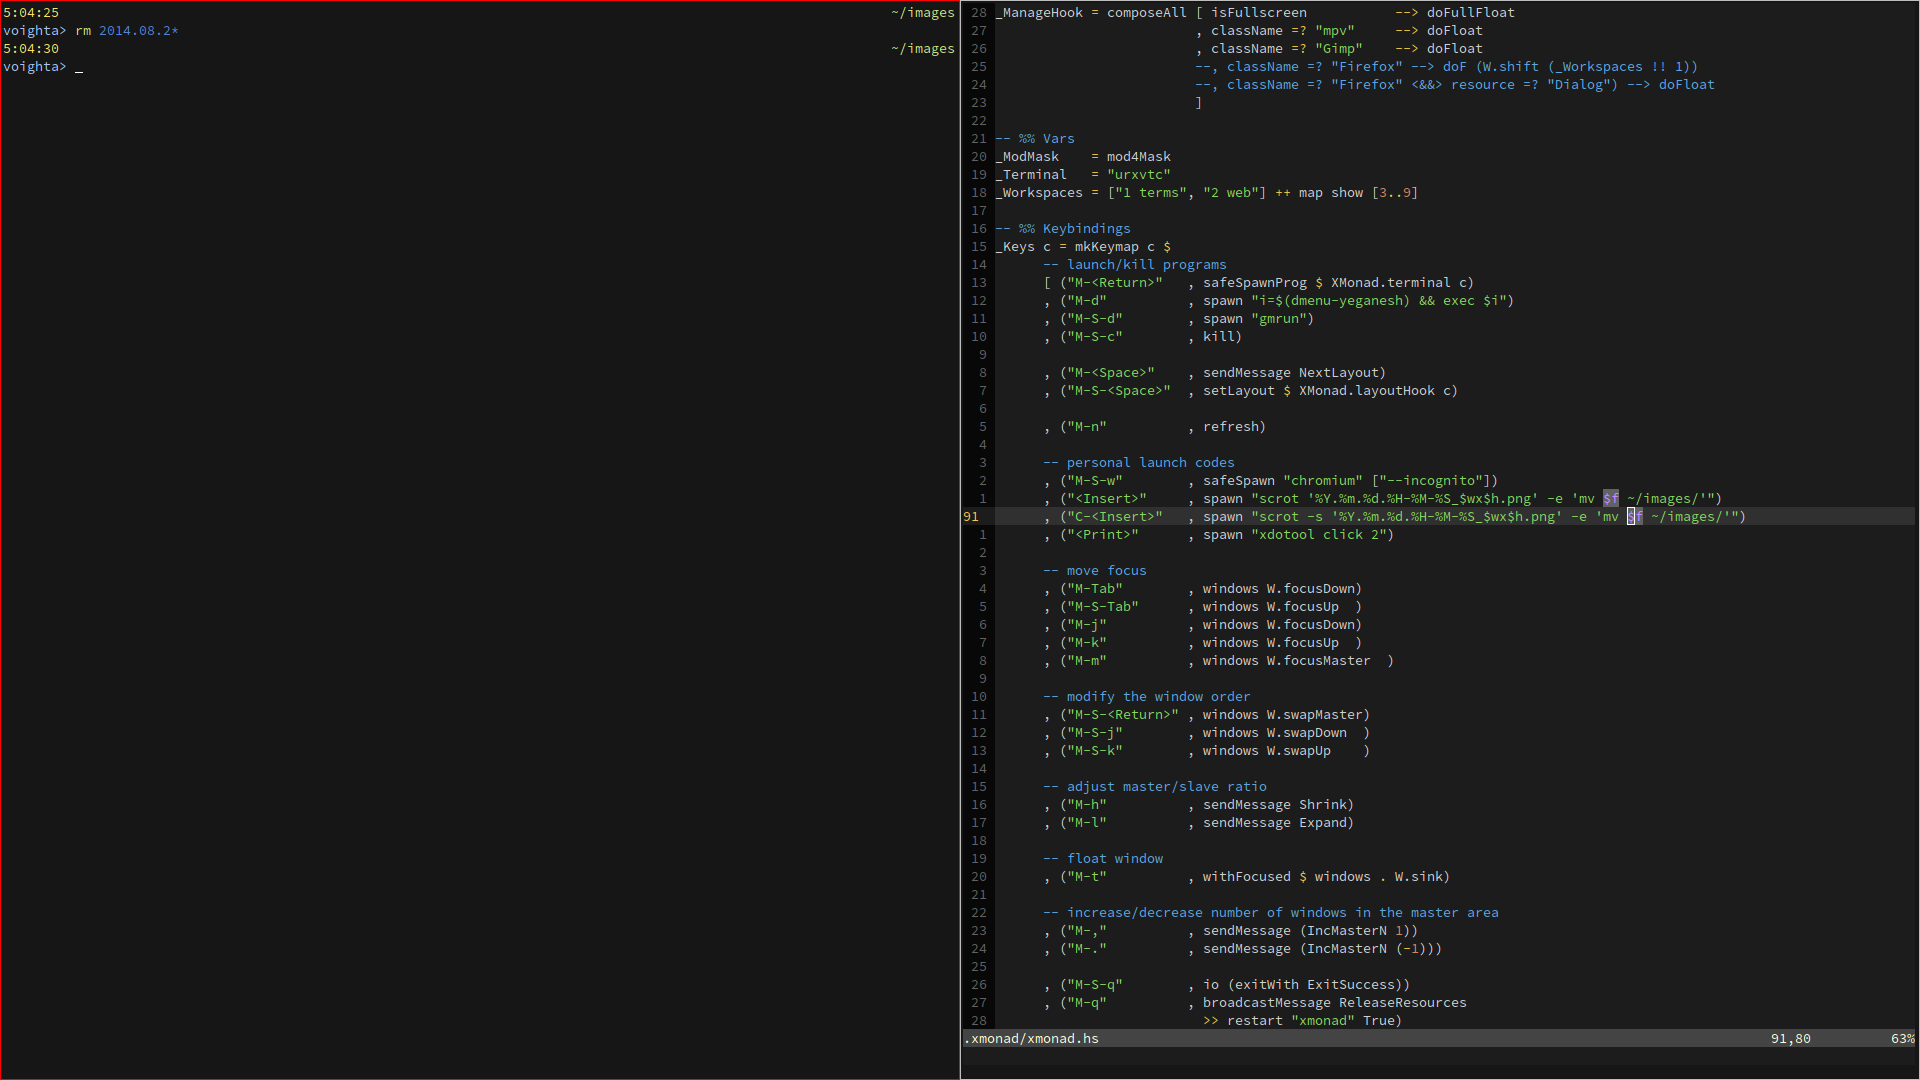 5:04:25 ~/images
voighta> rm 2014.08.2*
5:04:30 ~/images
voighta> _
28 _ManageHook = composeAll [ isFullscreen --> doFullFloat
27 , className =? "mpv" --> doFloat
26 , className =? "Gimp" --> doFloat
25 --, className =? "Firefox" --> doF (W.shift (_Workspaces !! 1))
24 --, className =? "Firefox" <&&> resource =? "Dialog") --> doFloat
23 ]
22
21 -- %% Vars
20 _ModMask = mod4Mask
19 _Terminal = "urxvtc"
18 _Workspaces = ["1 terms", "2 web"] ++ map show [3..9]
17
16 -- %% Keybindings
15 _Keys c = mkKeymap c $
14 -- launch/kill programs
13 [ ("M-<Return>" , safeSpawnProg $ XMonad.terminal c)
12 , ("M-d" , spawn "i=$(dmenu-yeganesh) && exec $i")
11 , ("M-S-d" , spawn "gmrun")
10 , ("M-S-c" , kill)
9
8 , ("M-<Space>" , sendMessage NextLayout)
7 , ("M-S-<Space>" , setLayout $ XMonad.layoutHook c)
6
5 , ("M-n" , refresh)
4
3 -- personal launch codes
2 , ("M-S-w" , safeSpawn "chromium" ["--incognito"])
1 , ("<Insert>" , spawn "scrot '%Y.%m.%d.%H-%M-%S_$wx$h.png' -e 'mv $f ~/images/'")
91 , ("C-<Insert>" , spawn "scrot -s '%Y.%m.%d.%H-%M-%S_$wx$h.png' -e 'mv $f ~/images/'")
1 , ("<Print>" , spawn "xdotool click 2")
2
3 -- move focus
4 , ("M-Tab" , windows W.focusDown)
5 , ("M-S-Tab" , windows W.focusUp )
6 , ("M-j" , windows W.focusDown)
7 , ("M-k" , windows W.focusUp )
8 , ("M-m" , windows W.focusMaster )
9
10 -- modify the window order
11 , ("M-S-<Return>" , windows W.swapMaster)
12 , ("M-S-j" , windows W.swapDown )
13 , ("M-S-k" , windows W.swapUp )
14
15 -- adjust master/slave ratio
16 , ("M-h" , sendMessage Shrink)
17 , ("M-l" , sendMessage Expand)
18
19 -- float window
20 , ("M-t" , withFocused $ windows . W.sink)
21
22 -- increase/decrease number of windows in the master area
23 , ("M-," , sendMessage (IncMasterN 1))
24 , ("M-." , sendMessage (IncMasterN (-1)))
25
26 , ("M-S-q" , io (exitWith ExitSuccess))
27 , ("M-q" , broadcastMessage ReleaseResources
28 >> restart "xmonad" True)
.xmonad/xmonad.hs 91,80 63%